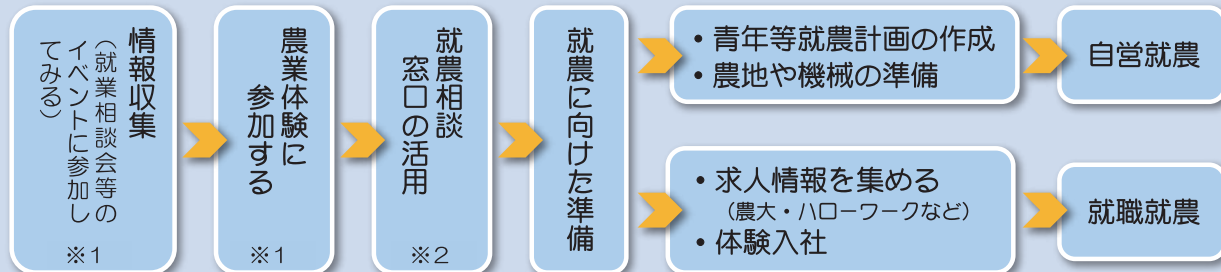 情報収集
（就業相談会等の
イベントに参加し
てみる）
※1
農業体験に
参加する
※1
就農相談
窓口の活用
※2
就農に向けた準備
• 青年等就農計画の作成
• 農地や機械の準備
自営就農
• 求人情報を集める
（農大・ハローワークなど）
• 体験入社
就職就農